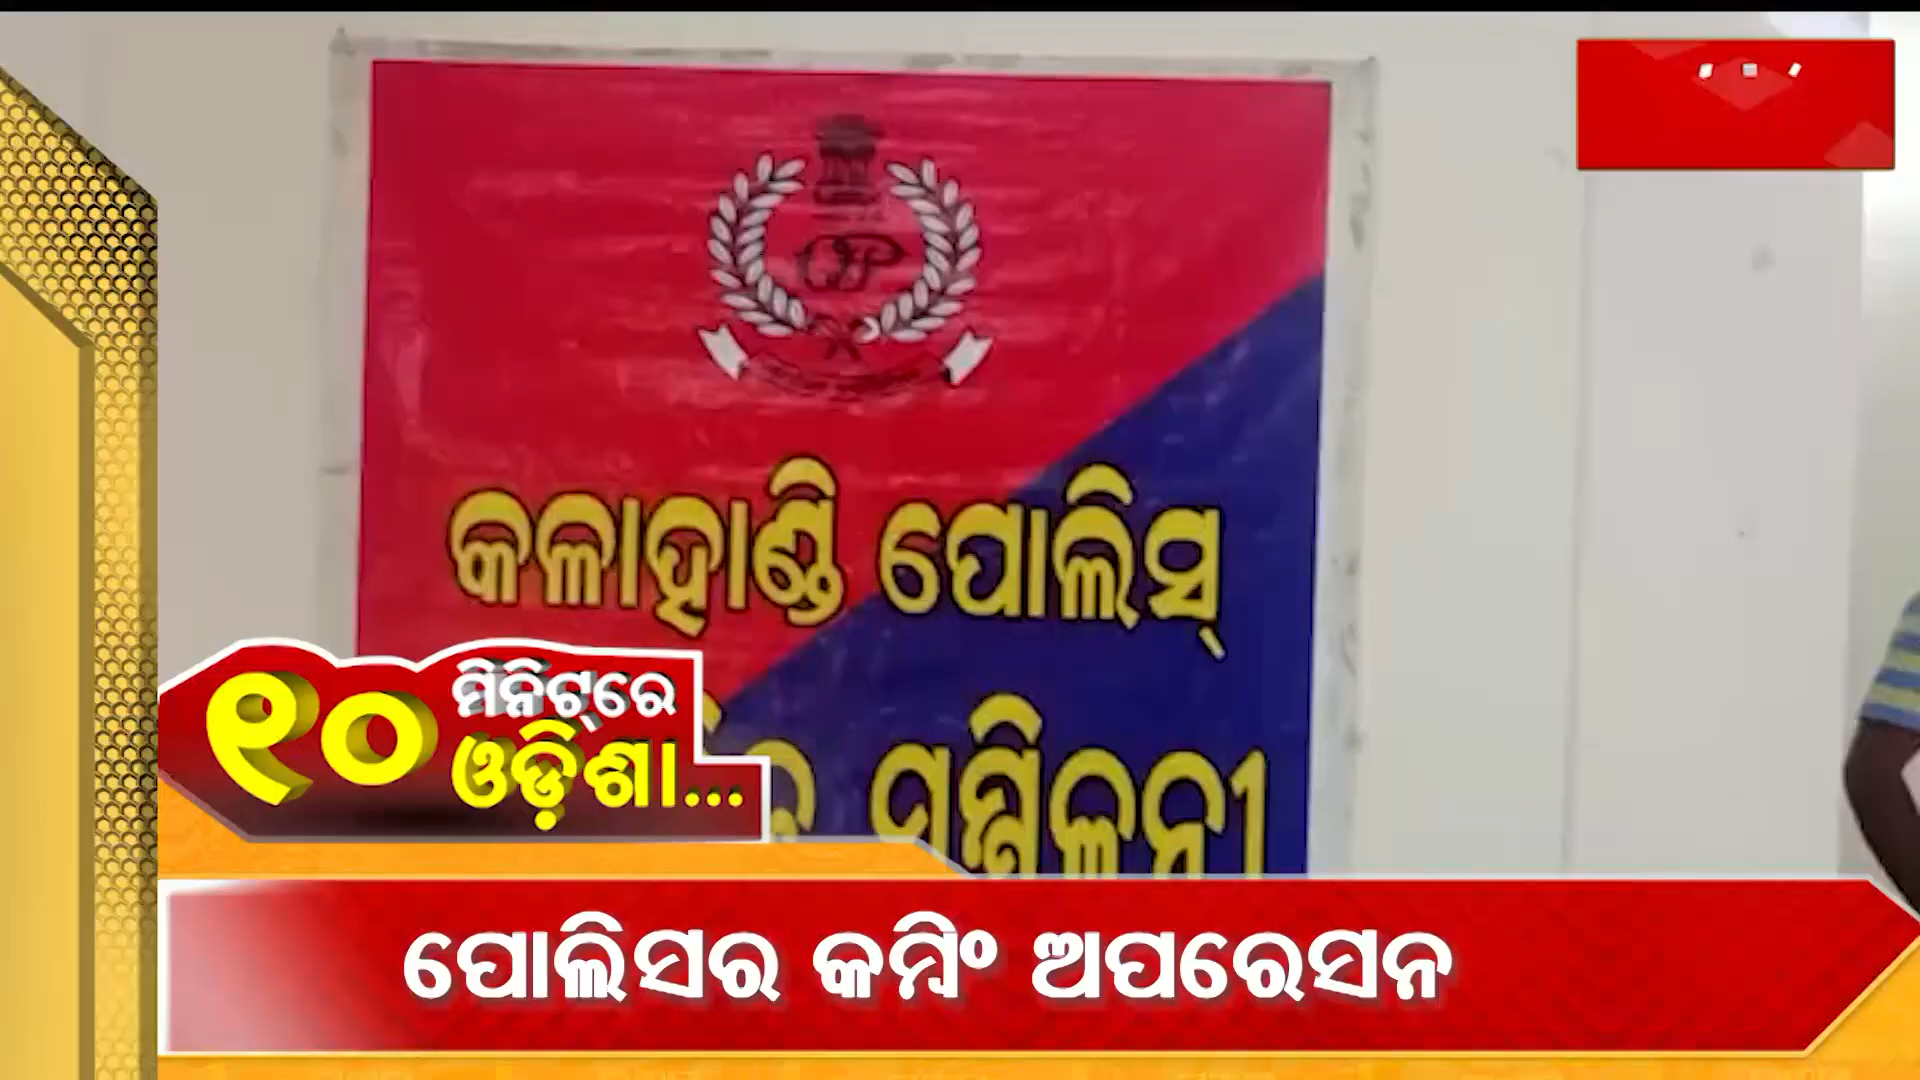 କଳାହାଣ୍ଡି ପୋଲିସ୍
୧୦ ମିନିଟ୍‌ରେ
ଓଡ଼ିଶା...
ପୋଲିସର କମ୍ବିଂ ଅପରେସନ